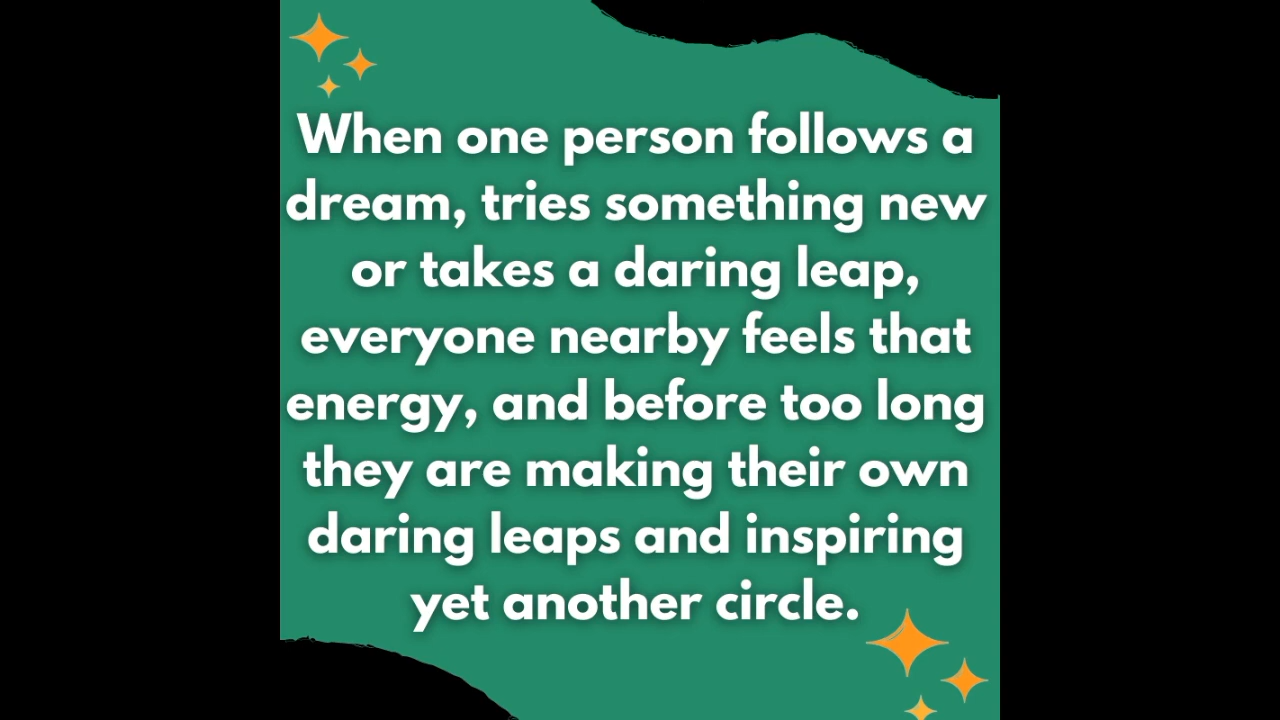 When one person follows a
dream, tries something new
or takes a daring leap,
everyone nearby feels that
energy, and before too long
they are making their own
daring leaps and inspiring
yet another circle.